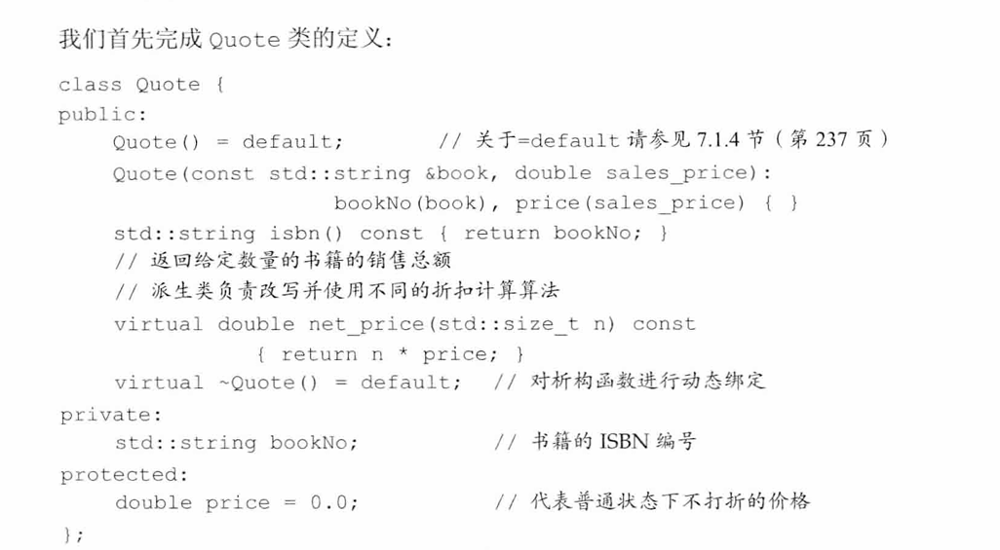 我们首先完成 Quote 类的定义：
class Quote {
public:
    Quote() = default;          // 关于=default 请参见 7.1.4 节（第 237 页）
    Quote(const std::string &book, double sales_price):
                    bookNo(book), price(sales_price) { }
    std::string isbn() const { return bookNo; }
    // 返回给定数量的书籍的销售总额
    // 派生类负责改写并使用不同的折扣计算算法
    virtual double net_price(std::size_t n) const
               { return n * price; }
    virtual ~Quote() = default;   // 对析构函数进行动态绑定
private:
    std::string bookNo;           // 书籍的 ISBN 编号
protected:
    double price = 0.0;           // 代表普通状态下不打折的价格
};